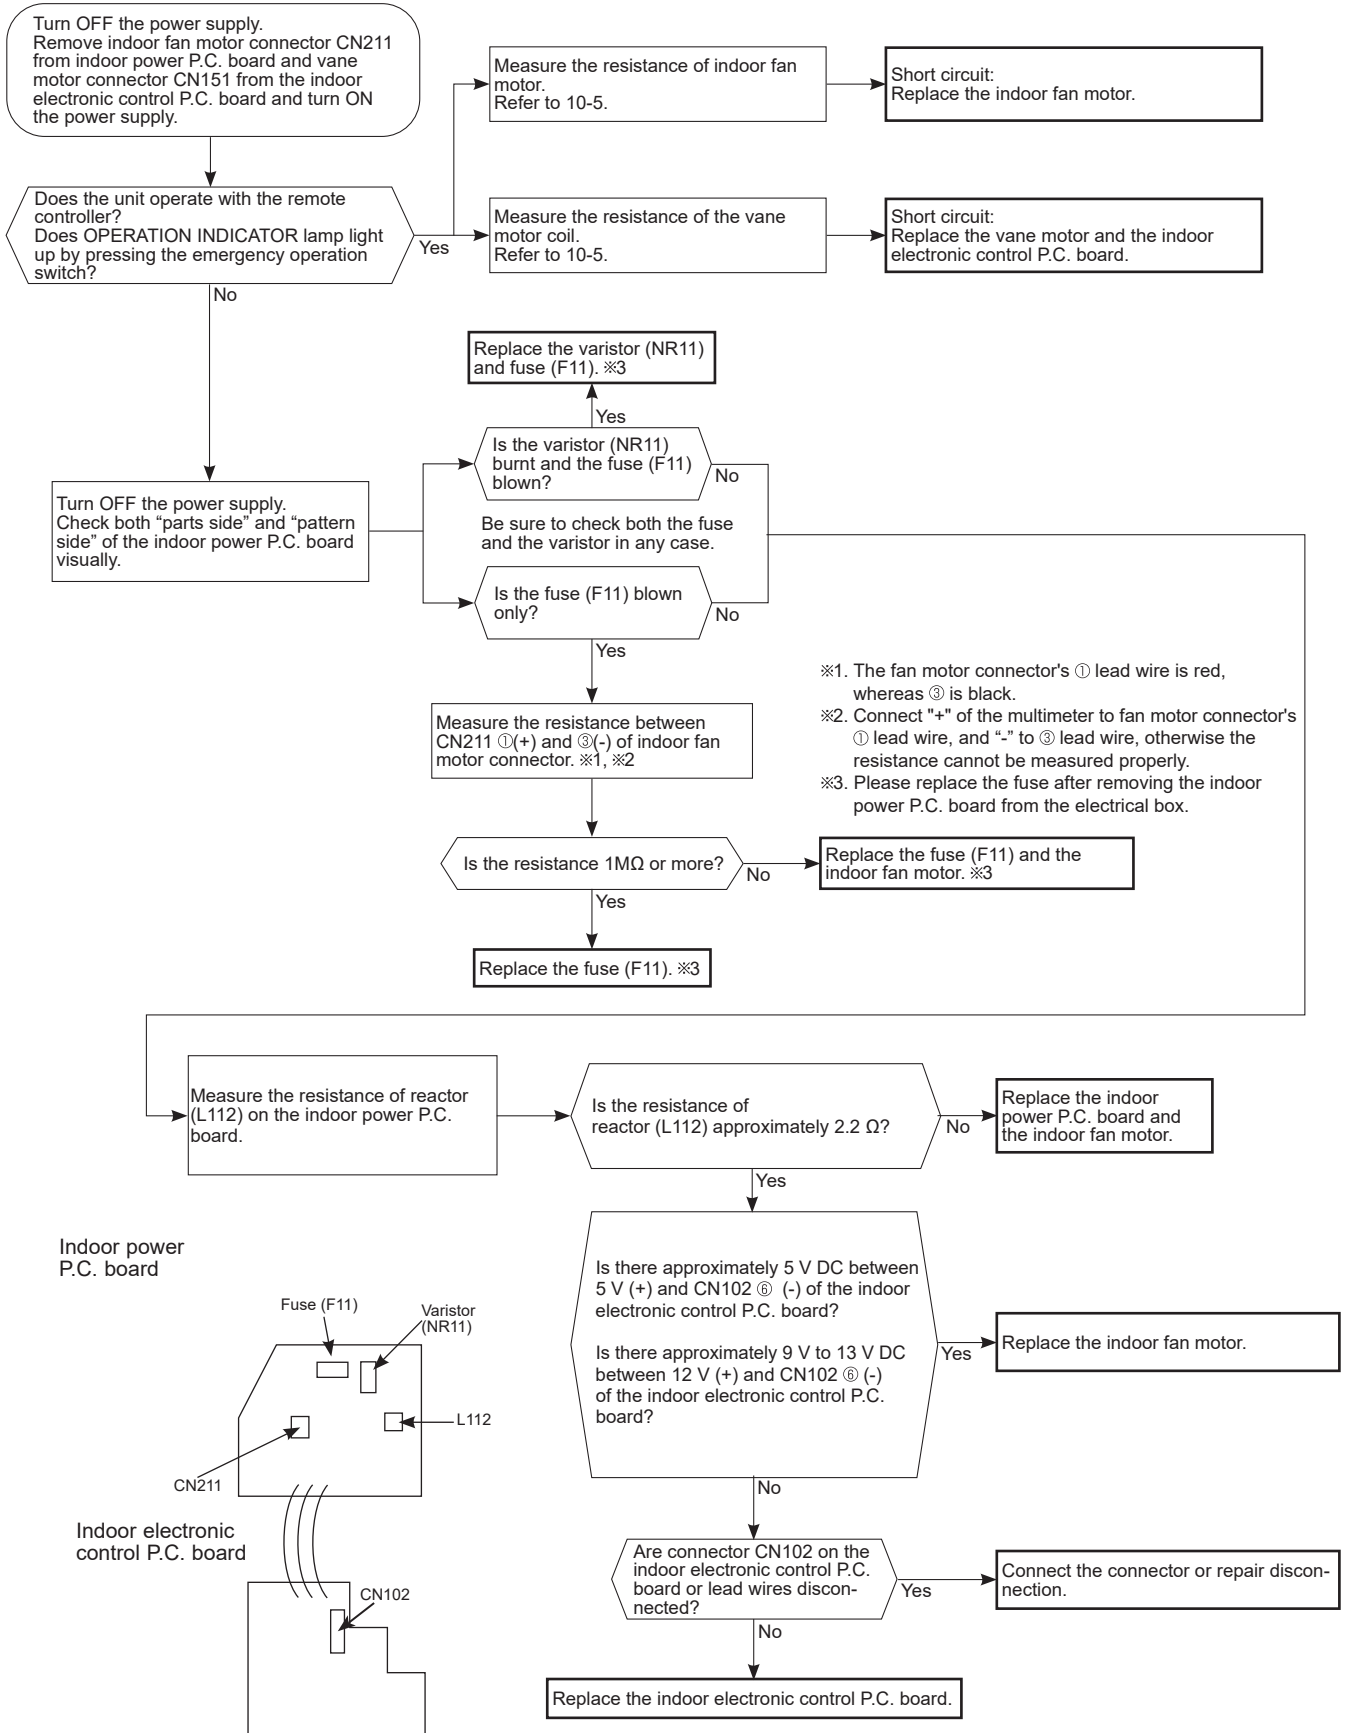 Turn OFF the power supply.
Remove indoor fan motor connector CN211
from indoor power P.C. board and vane
motor connector CN151 from the indoor
electronic control P.C. board and turn ON
the power supply.
Measure the resistance of indoor fan
motor.
Refer to 10-5.
Short circuit:
Replace the indoor fan motor.
Does the unit operate with the remote
controller?
Does OPERATION INDICATOR lamp light
up by pressing the emergency operation
switch?
Yes
Measure the resistance of the vane
motor coil.
Refer to 10-5.
Short circuit:
Replace the vane motor and the indoor
electronic control P.C. board.
No
Replace the varistor (NR11)
and fuse (F11). ※3
Yes
Is the varistor (NR11)
burnt and the fuse (F11)
blown?
No
Turn OFF the power supply.
Check both “parts side” and “pattern
side” of the indoor power P.C. board
visually.
Be sure to check both the fuse
and the varistor in any case.
Is the fuse (F11) blown
only?
No
Yes
※1. The fan motor connector's ① lead wire is red,
whereas ③ is black.
※2. Connect "+" of the multimeter to fan motor connector's
① lead wire, and “-” to ③ lead wire, otherwise the
resistance cannot be measured properly.
※3. Please replace the fuse after removing the indoor
power P.C. board from the electrical box.
Measure the resistance between
CN211 ①(+) and ③(-) of indoor fan
motor connector. ※1, ※2
Is the resistance 1MΩ or more?
No
Replace the fuse (F11) and the
indoor fan motor. ※3
Yes
Replace the fuse (F11). ※3
Measure the resistance of reactor
(L112) on the indoor power P.C.
board.
Is the resistance of
reactor (L112) approximately 2.2 Ω?
No
Replace the indoor
power P.C. board and
the indoor fan motor.
Yes
Is there approximately 5 V DC between
5 V (+) and CN102 ⑥ (-) of the indoor
electronic control P.C. board?
Is there approximately 9 V to 13 V DC
between 12 V (+) and CN102 ⑥ (-)
of the indoor electronic control P.C.
board?
Yes
Replace the indoor fan motor.
No
Are connector CN102 on the
indoor electronic control P.C.
board or lead wires discon-
nected?
Yes
Connect the connector or repair discon-
nection.
No
Replace the indoor electronic control P.C. board.
Indoor power
P.C. board
Fuse (F11)
Varistor
(NR11)
L112
CN211
Indoor electronic
control P.C. board
CN102